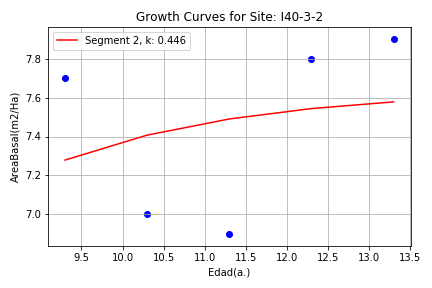 Growth Curves for Site: I40-3-2
Segment 2, k: 0.446
AreaBasal(m2/Ha)
7.8
7.6
7.4
7.2
7.0
9.5 10.0 10.5 11.0 11.5 12.0 12.5 13.0 13.5
Edad(a.)